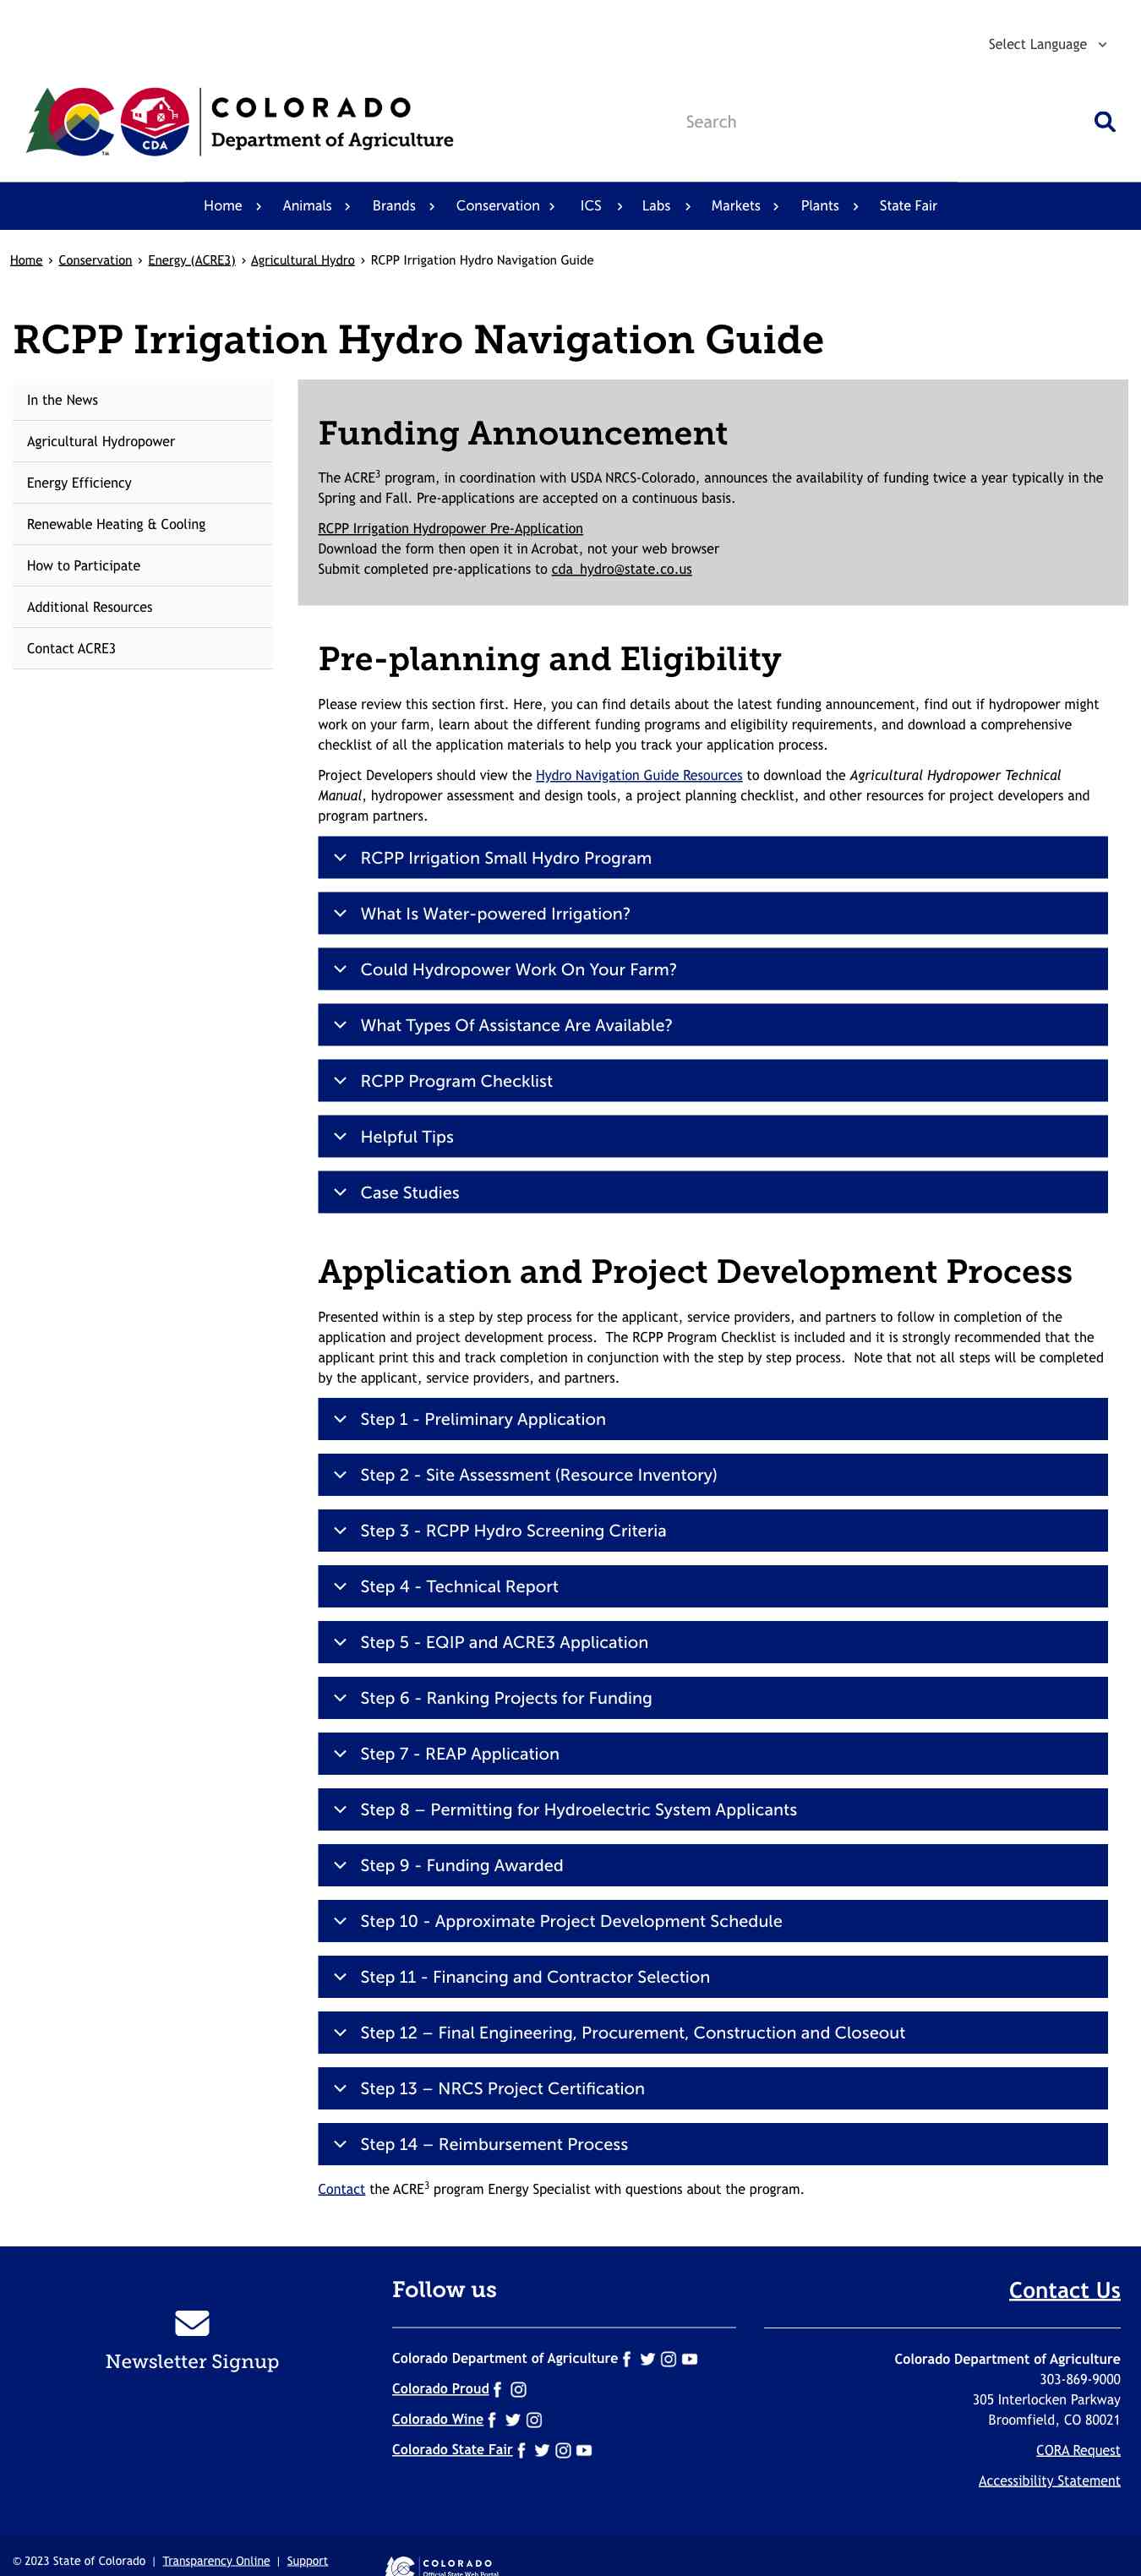 Select Language
COLORADO
Department of Agriculture
CDA
TM
Search
Home Animals Brands Conservation ICS Labs Markets Plants State Fair
Home › Conservation › Energy (ACRE3) › Agricultural Hydro › RCPP Irrigation Hydro Navigation Guide
RCPP Irrigation Hydro Navigation Guide
In the News
Agricultural Hydropower
Energy Efficiency
Renewable Heating & Cooling
How to Participate
Additional Resources
Contact ACRE3
Funding Announcement
The ACRE3 program, in coordination with USDA NRCS-Colorado, announces the availability of funding twice a year typically in the
Spring and Fall. Pre-applications are accepted on a continuous basis.
RCPP Irrigation Hydropower Pre-Application
Download the form then open it in Acrobat, not your web browser
Submit completed pre-applications to cda_hydro@state.co.us
Pre-planning and Eligibility
Please review this section first. Here, you can find details about the latest funding announcement, find out if hydropower might
work on your farm, learn about the different funding programs and eligibility requirements, and download a comprehensive
checklist of all the application materials to help you track your application process.
Project Developers should view the Hydro Navigation Guide Resources to download the Agricultural Hydropower Technical
Manual, hydropower assessment and design tools, a project planning checklist, and other resources for project developers and
program partners.
RCPP Irrigation Small Hydro Program
What Is Water-powered Irrigation?
Could Hydropower Work On Your Farm?
What Types Of Assistance Are Available?
RCPP Program Checklist
Helpful Tips
Case Studies
Application and Project Development Process
Presented within is a step by step process for the applicant, service providers, and partners to follow in completion of the
application and project development process.  The RCPP Program Checklist is included and it is strongly recommended that the
applicant print this and track completion in conjunction with the step by step process.  Note that not all steps will be completed
by the applicant, service providers, and partners.
Step 1 - Preliminary Application
Step 2 - Site Assessment (Resource Inventory)
Step 3 - RCPP Hydro Screening Criteria
Step 4 - Technical Report
Step 5 - EQIP and ACRE3 Application
Step 6 - Ranking Projects for Funding
Step 7 - REAP Application
Step 8 – Permitting for Hydroelectric System Applicants
Step 9 - Funding Awarded
Step 10 - Approximate Project Development Schedule
Step 11 - Financing and Contractor Selection
Step 12 – Final Engineering, Procurement, Construction and Closeout
Step 13 – NRCS Project Certification
Step 14 – Reimbursement Process
Contact the ACRE3 program Energy Specialist with questions about the program.
Newsletter Signup
Follow us
Colorado Department of Agriculture
Colorado Proud
Colorado Wine
Colorado State Fair
Contact Us
Colorado Department of Agriculture
303-869-9000
305 Interlocken Parkway
Broomfield, CO 80021
CORA Request
Accessibility Statement
© 2023 State of Colorado | Transparency Online | Support
COLORADO
Official State Web Portal